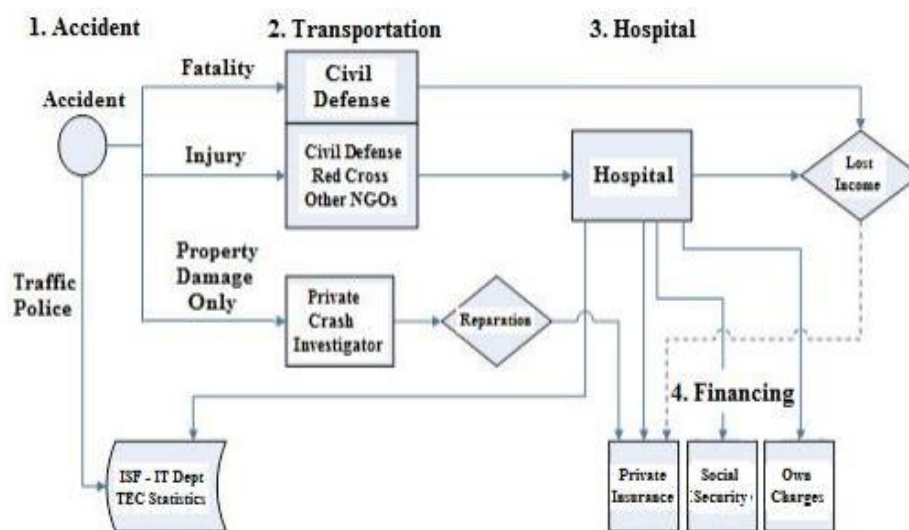 1. Accident
2. Transportation
3. Hospital
Fatality
Accident
Civil
Defense
Injury
Civil Defense
Red Cross
Other NGOs
Hospital
Lost
Income
Traffic
Police
Property
Damage
Only
Private
Crash
Investigator
Reparation
4. Financing
ISF - IT Dept
TEC Statistics
Private
Insurance
Social
Security
Own
Charges